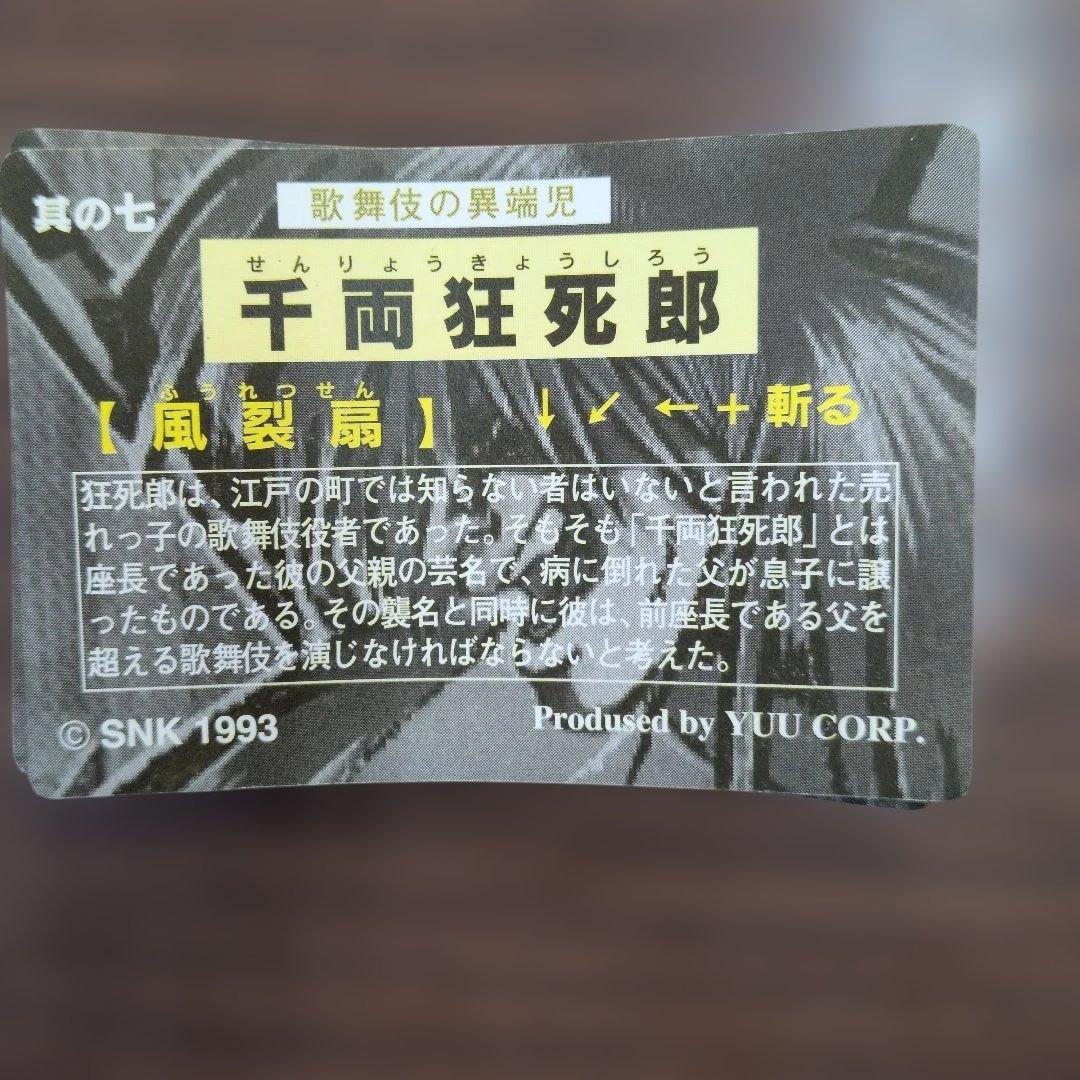 其の七
歌舞伎の異端児
せんりょうきょうしろう
千両狂死郎
ふうれつせん
【風裂扇】 ↓↙←+斬る
狂死郎は、江戸の町では知らない者はいないと言われた売
れっ子の歌舞伎役者であった。そもそも「千両狂死郎」とは
座長であった彼の父親の芸名で、病に倒れた父が息子に譲
ったものである。その襲名と同時に彼は、前座長である父を
超える歌舞伎を演じなければならないと考えた。
© SNK 1993
Prodused by YUU CORP.